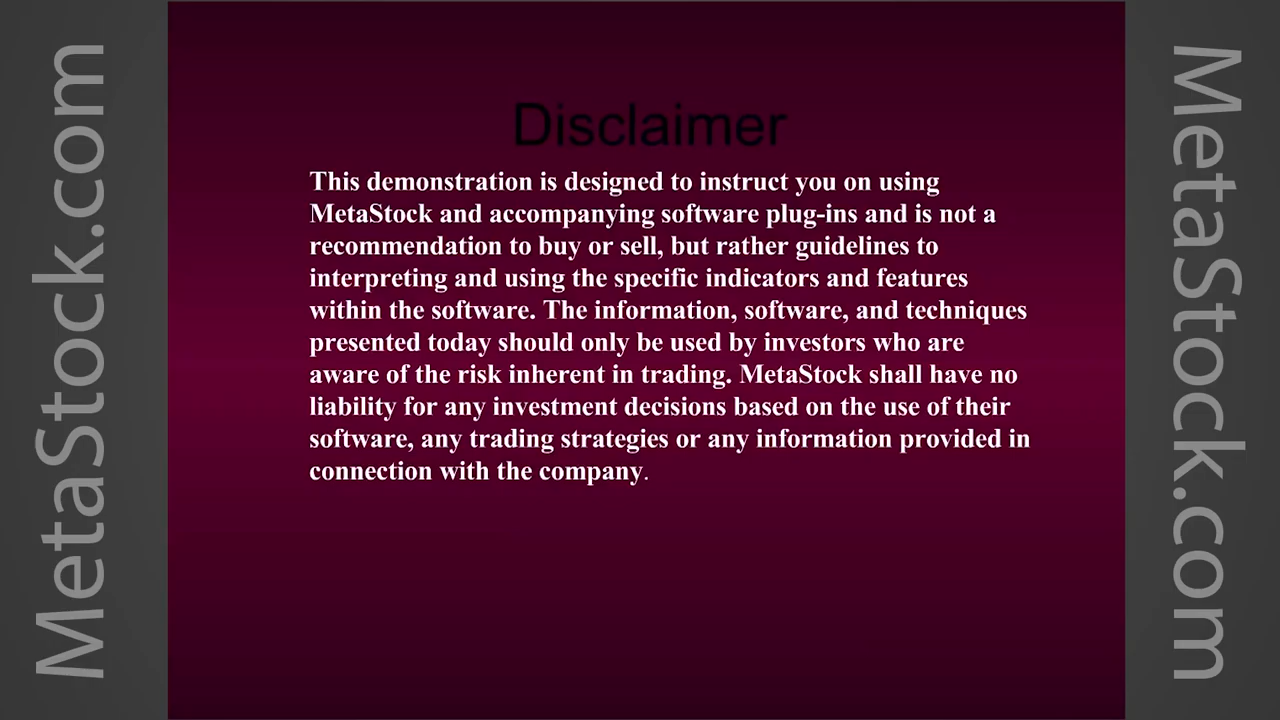 MetaStock.com
Disclaimer
This demonstration is designed to instruct you on using
MetaStock and accompanying software plug-ins and is not a
recommendation to buy or sell, but rather guidelines to
interpreting and using the specific indicators and features
within the software. The information, software, and techniques
presented today should only be used by investors who are
aware of the risk inherent in trading. MetaStock shall have no
liability for any investment decisions based on the use of their
software, any trading strategies or any information provided in
connection with the company.
MetaStock.com